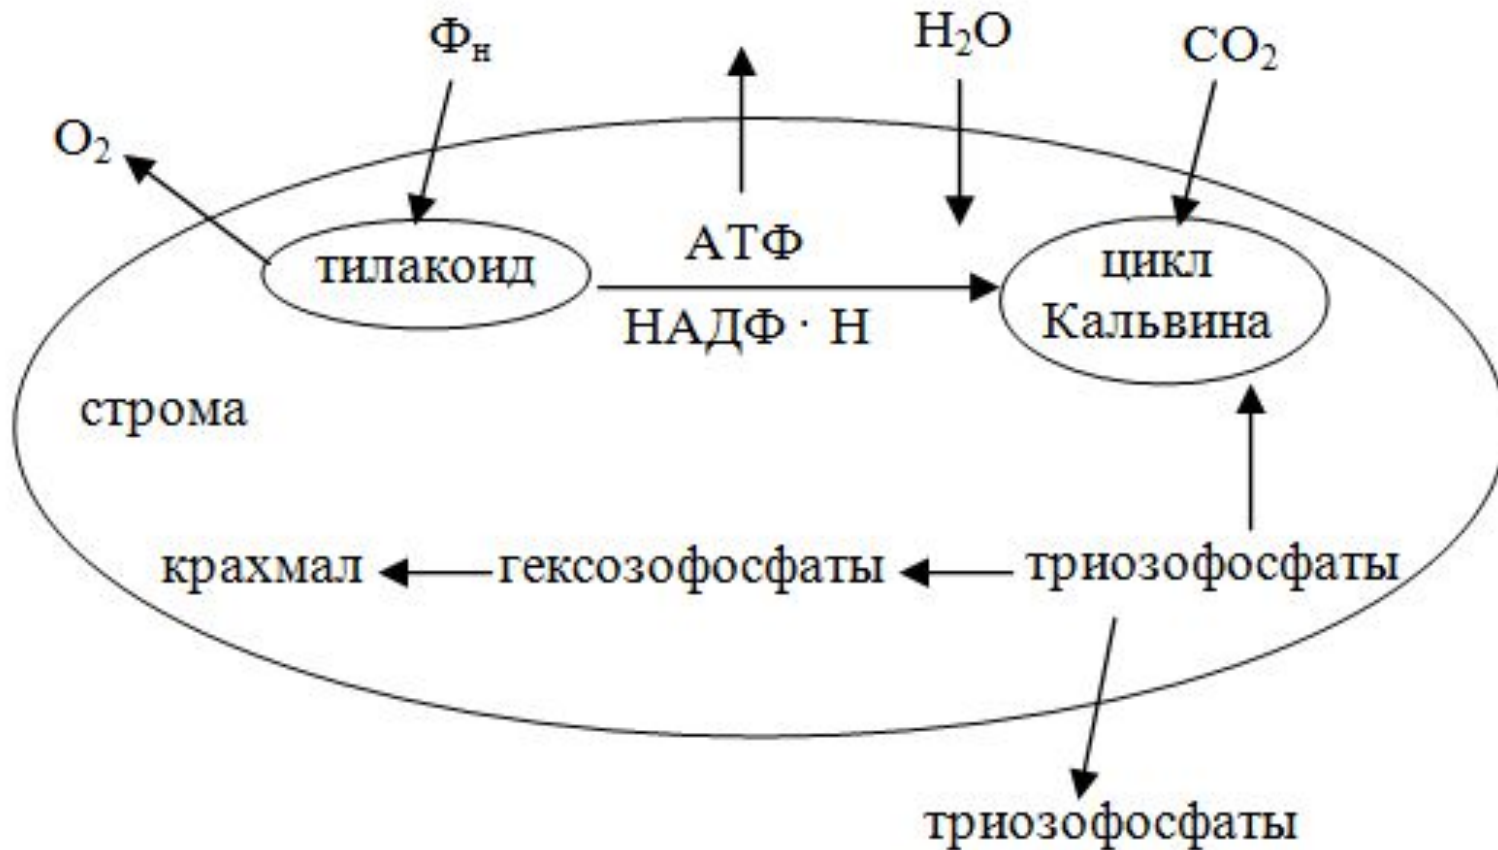 Фн
H₂O
CO₂
O₂
тилакоид
АТФ
НАДФ · Н
цикл
Кальвина
строма
крахмал
гексозофосфаты
триозофосфаты
триозофосфаты